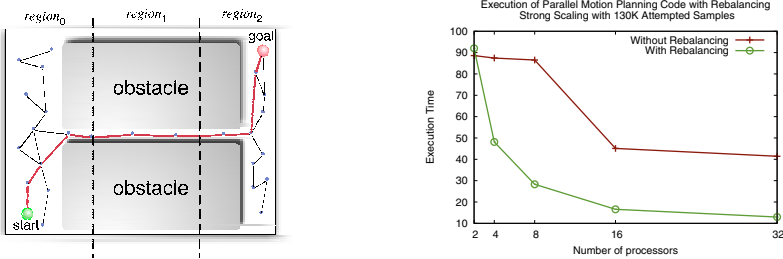 region0 region1 region2
goal
obstacle
obstacle
start
Execution of Parallel Motion Planning Code with Rebalancing
Strong Scaling with 130K Attempted Samples
Without Rebalancing
With Rebalancing
Execution Time
100
90
80
70
60
50
40
30
20
10
2 4 8 16 32
Number of processors